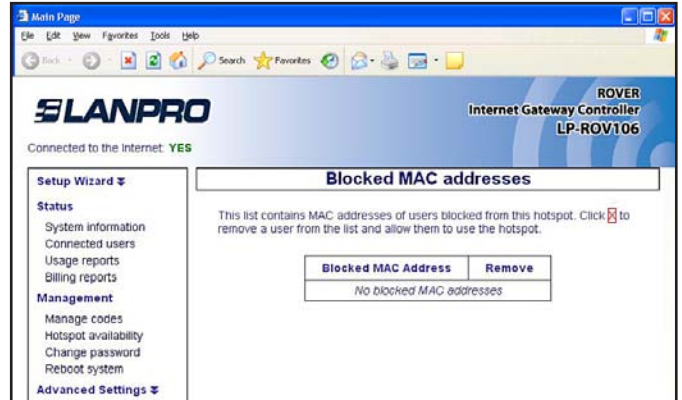 Main Page
File Edit View Favorites Tools Help
Back Search Favorites
LANPRO
ROVER
Internet Gateway Controller
LP-ROV106
Connected to the Internet: YES
Setup Wizard
Status
System information
Connected users
Usage reports
Billing reports
Management
Manage codes
Hotspot availability
Change password
Reboot system
Advanced Settings
Blocked MAC addresses
This list contains MAC addresses of users blocked from this hotspot. Click X to
remove a user from the list and allow them to use the hotspot.
Blocked MAC Address Remove
No blocked MAC addresses